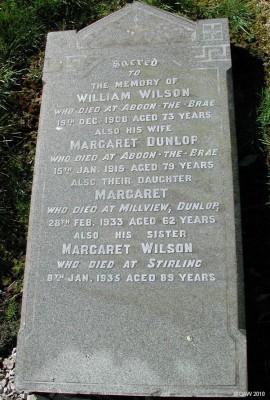 Sacred
TO
THE MEMORY OF
WILLIAM WILSON
WHO DIED AT ABOON-THE-BRAE
19TH DEC. 1908 AGED 73 YEARS
ALSO HIS WIFE
MARGARET DUNLOP
WHO DIED AT ABOON-THE-BRAE
15TH JAN. 1915 AGED 79 YEARS
ALSO THEIR DAUGHTER
MARGARET
WHO DIED AT MILLVIEW, DUNLOP,
28TH FEB. 1933 AGED 62 YEARS
ALSO HIS SISTER
MARGARET WILSON
WHO DIED AT STIRLING
8TH JAN. 1935 AGED 89 YEARS
2010